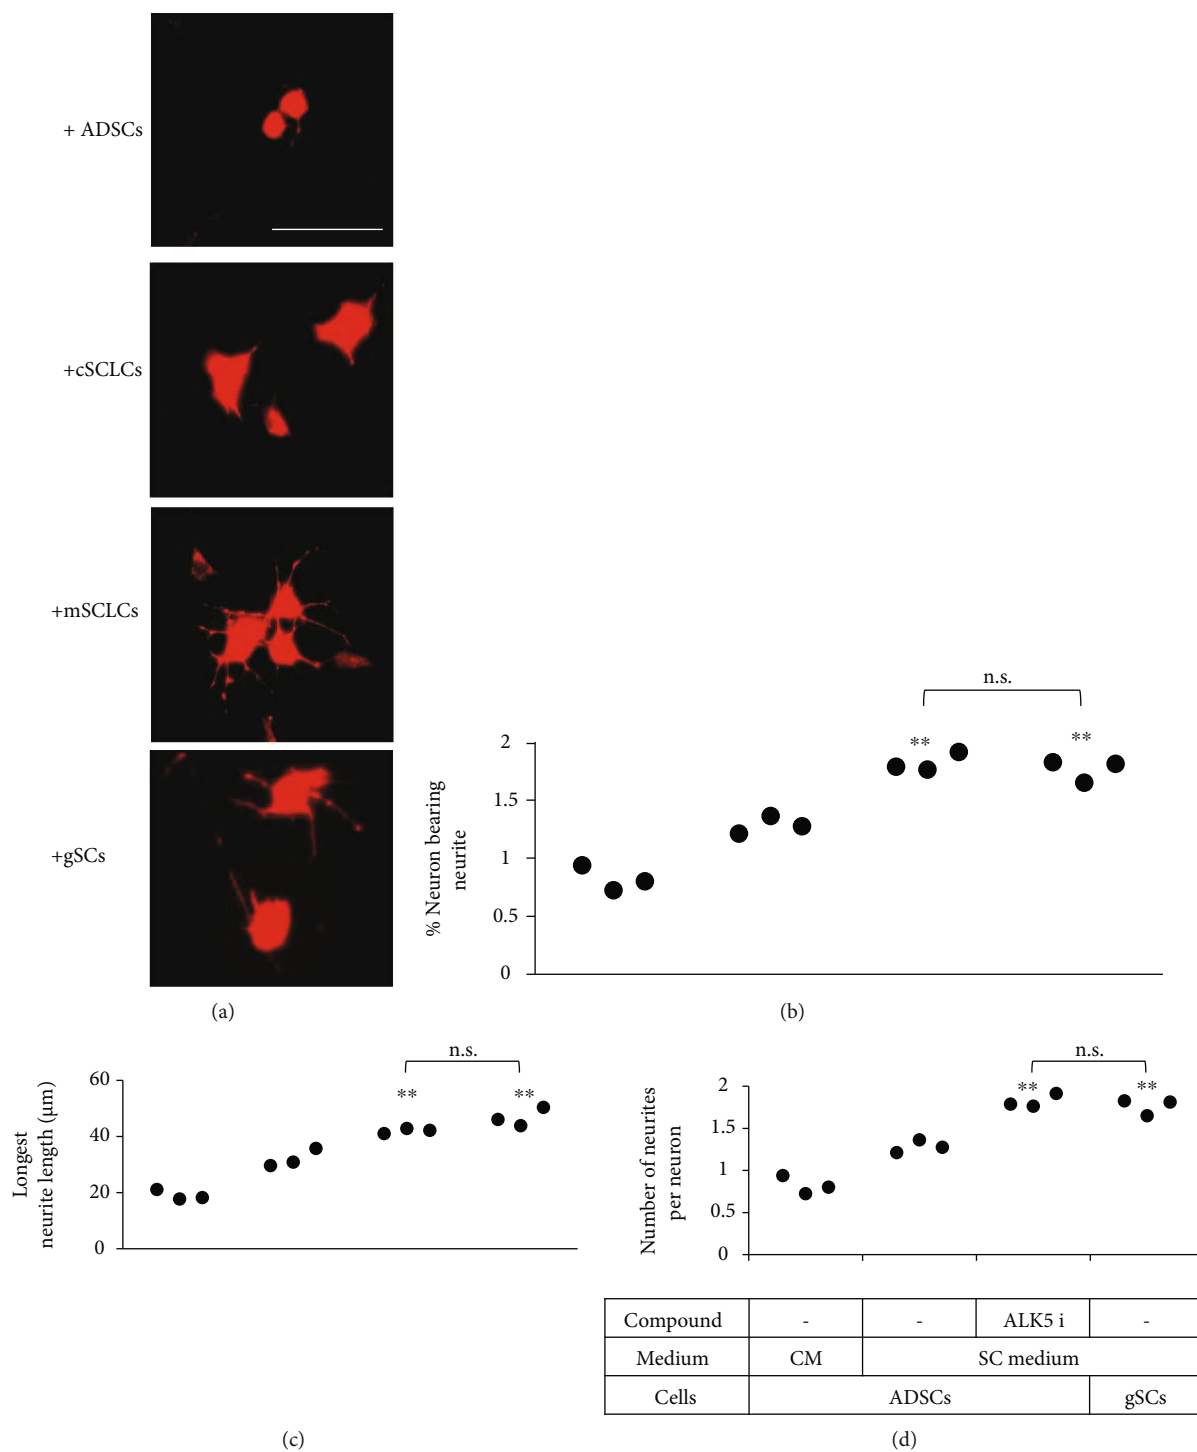 + ADSCs
+cSCLCs
+mSCLCs
+gSCs
(a)
n.s.
** **
2
1.5
1
0.5
0
% Neuron bearing
neurite
(b)
n.s.
** **
60
40
20
0
Longest
neurite length (μm)
(c)
n.s.
** **
2
1.5
1
0.5
0
Number of neurites
per neuron
Compound - - ALK5 i -
Medium CM SC medium
Cells ADSCs gSCs
(d)